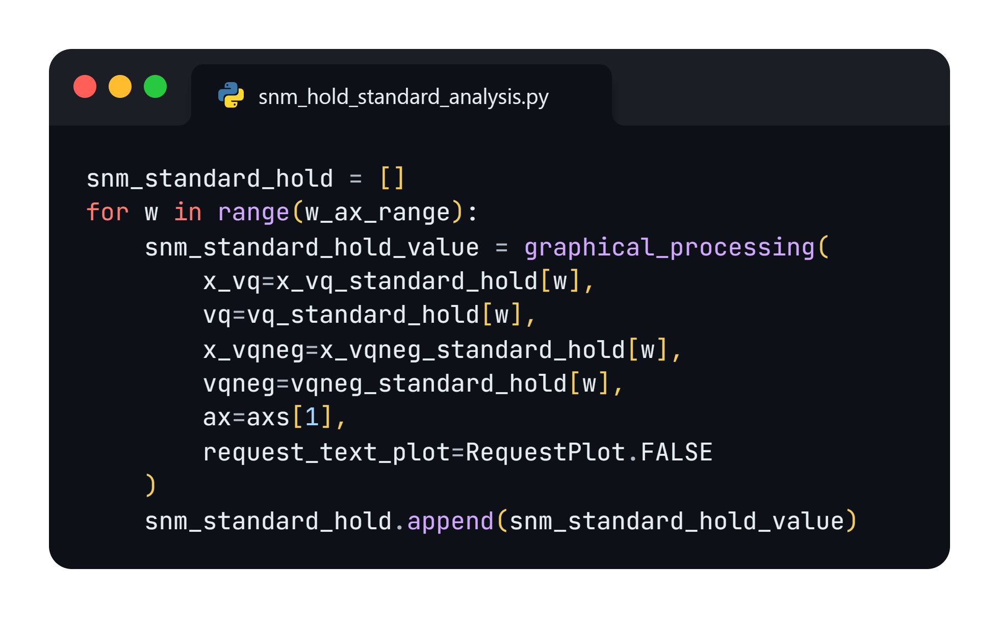 snm_hold_standard_analysis.py
snm_standard_hold = []
for w in range(w_ax_range):
    snm_standard_hold_value = graphical_processing(
        x_vq=x_vq_standard_hold[w],
        vq=vq_standard_hold[w],
        x_vqneg=x_vqneg_standard_hold[w],
        vqneg=vqneg_standard_hold[w],
        ax=axs[1],
        request_text_plot=RequestPlot.FALSE
    )
    snm_standard_hold.append(snm_standard_hold_value)